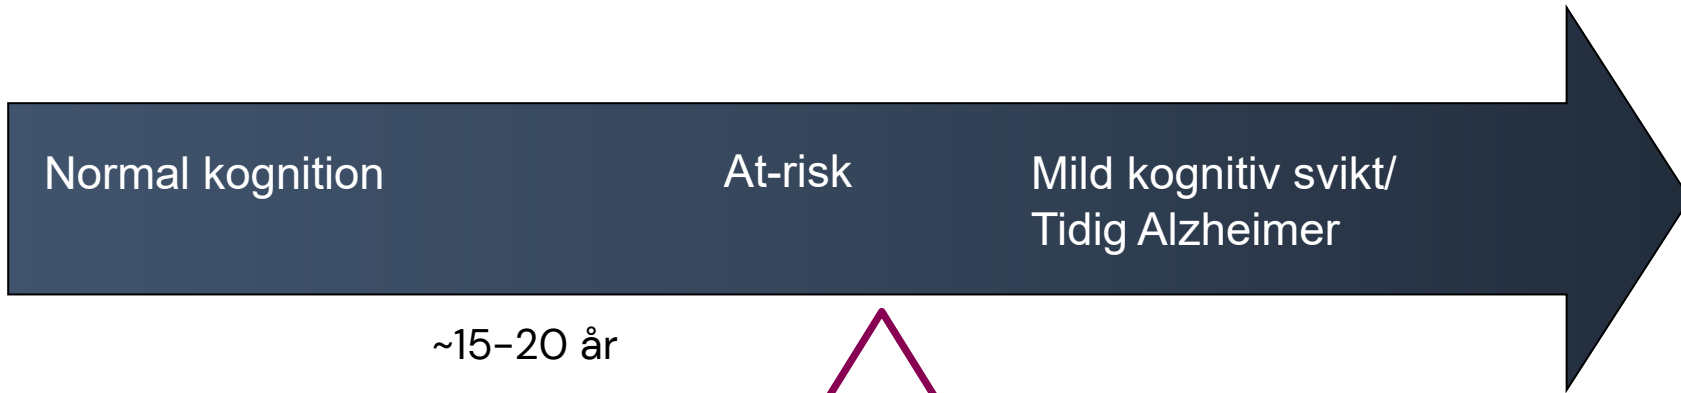 Normal kognition
At-risk
Mild kognitiv svikt/
Tidig Alzheimer
~15-20 år